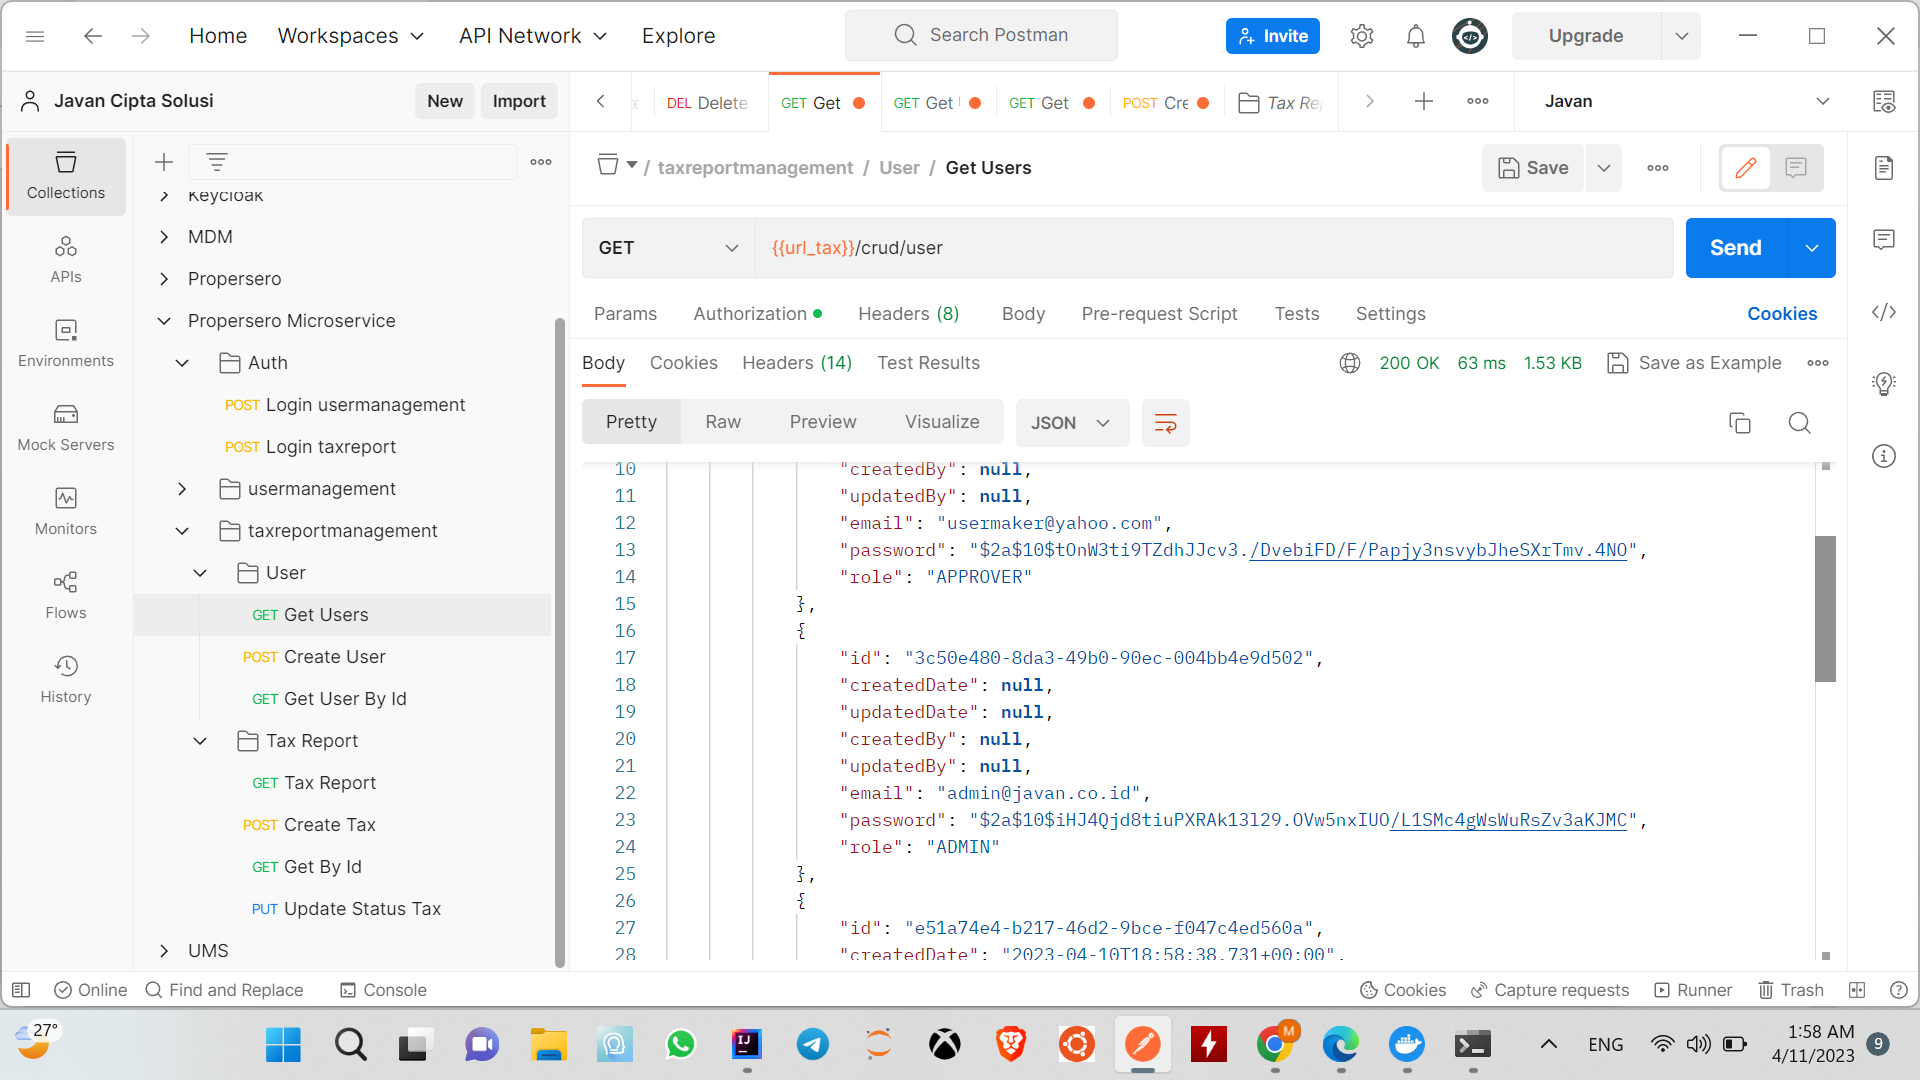 Home
Workspaces
API Network
Explore
Search Postman
Invite
Upgrade
Javan Cipta Solusi
New
Import
DEL Delete
GET Get
GET Get
GET Get
POST Cre
Tax Rep
Javan
Collections
APIs
Environments
Mock Servers
Monitors
Flows
History
Keycloak
MDM
Propersero
Propersero Microservice
Auth
POST Login usermanagement
POST Login taxreport
usermanagement
taxreportmanagement
User
GET Get Users
POST Create User
GET Get User By Id
Tax Report
GET Tax Report
POST Create Tax
GET Get By Id
PUT Update Status Tax
UMS
/ taxreportmanagement / User / Get Users
Save
GET
{{url_tax}}/crud/user
Send
Params
Authorization
Headers (8)
Body
Pre-request Script
Tests
Settings
Cookies
Body
Cookies
Headers (14)
Test Results
200 OK
63 ms
1.53 KB
Save as Example
Pretty
Raw
Preview
Visualize
JSON
10 "createdBy": null,
11 "updatedBy": null,
12 "email": "usermaker@yahoo.com",
13 "password": "$2a$10$tOnW3ti9TZdhJJcv3./DvebiFD/F/Papjy3nsvybJheSXrTmv.4NO",
14 "role": "APPROVER"
15 },
16 {
17 "id": "3c50e480-8da3-49b0-90ec-004bb4e9d502",
18 "createdDate": null,
19 "updatedDate": null,
20 "createdBy": null,
21 "updatedBy": null,
22 "email": "admin@javan.co.id",
23 "password": "$2a$10$iHJ4Qjd8tiuPXRAk13l29.OVw5nxIUO/L1SMc4gWsWuRsZv3aKJMC",
24 "role": "ADMIN"
25 },
26 {
27 "id": "e51a74e4-b217-46d2-9bce-f047c4ed560a",
28 "createdDate": "2023-04-10T18:58:38.731+00:00",
Online
Find and Replace
Console
Cookies
Capture requests
Runner
Trash
27°
IJ
M
ENG
1:58 AM
4/11/2023
9